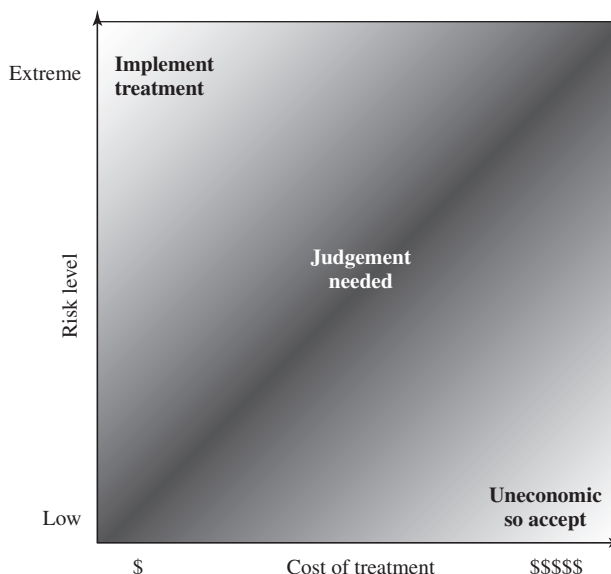 Extreme
Implement
treatment
Judgement
needed
Risk level
Uneconomic
so accept
Low
$
Cost of treatment
$$$$$